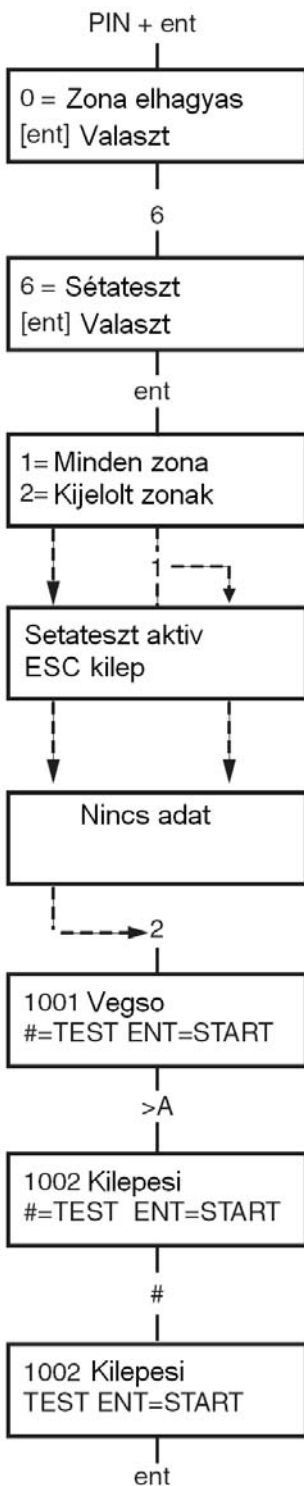 PIN + ent
0 = Zona elhagyas
[ent] Valaszt
6
6 = Sétateszt
[ent] Valaszt
ent
1= Minden zona
2= Kijelolt zonak
1
Setateszt aktiv
ESC kilep
Nincs adat
2
1001 Vegso
#=TEST ENT=START
>A
1002 Kilepesi
#=TEST ENT=START
#
1002 Kilepesi
TEST ENT=START
ent